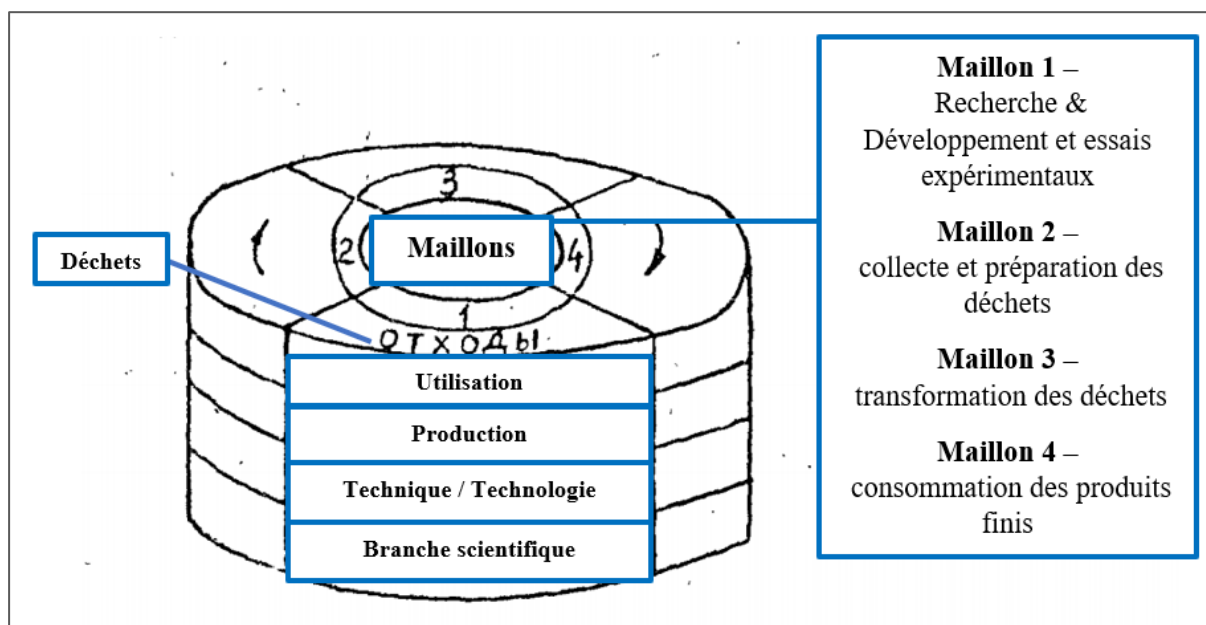 Maillon 1 –
Recherche &
Développement et essais
expérimentaux
Maillon 2 –
collecte et préparation des
déchets
Maillon 3 –
transformation des déchets
Maillon 4 –
consommation des produits
finis
3
2
Maillons
4
1
Déchets
ОТХОДЫ
Utilisation
Production
Technique / Technologie
Branche scientifique